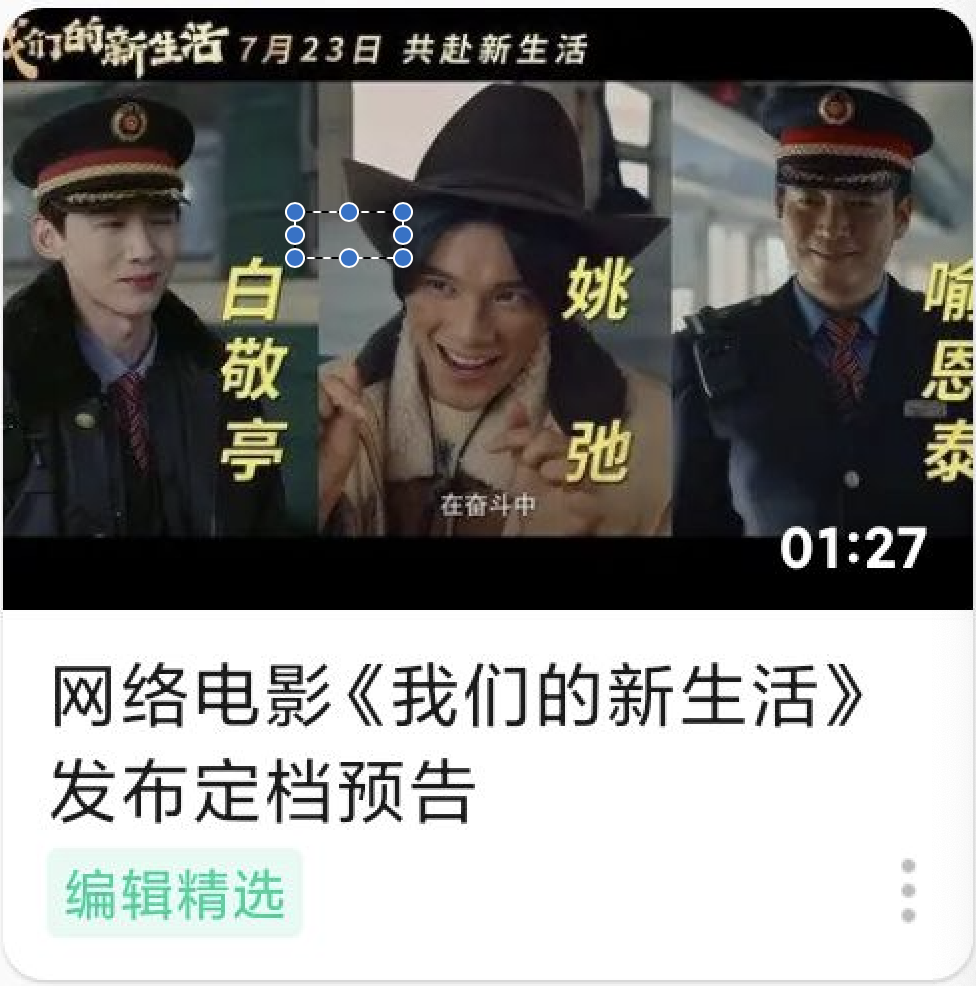 我们的新生活 7月23日 共赴新生活
白敬亭
姚弛
喻恩泰
在奋斗中
01:27
网络电影《我们的新生活》
发布定档预告
编辑精选